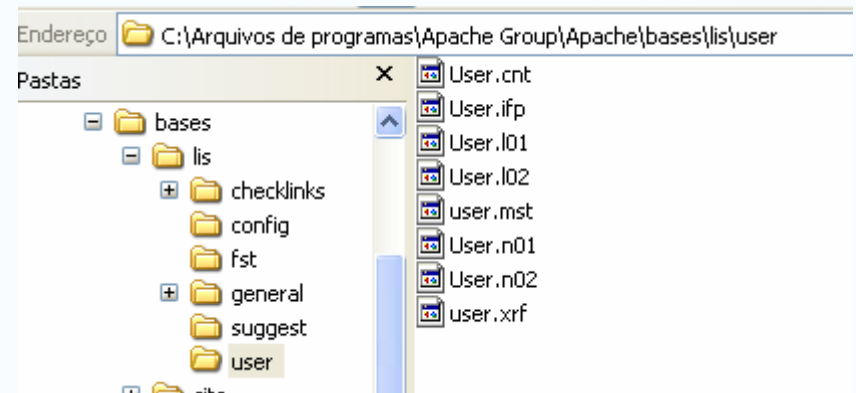 Endereço C:\Arquivos de programas\Apache Group\Apache\bases\lis\user
Pastas
bases
lis
checklinks
config
fst
general
suggest
user
User.cnt
User.ifp
User.l01
User.l02
user.mst
User.n01
User.n02
user.xrf